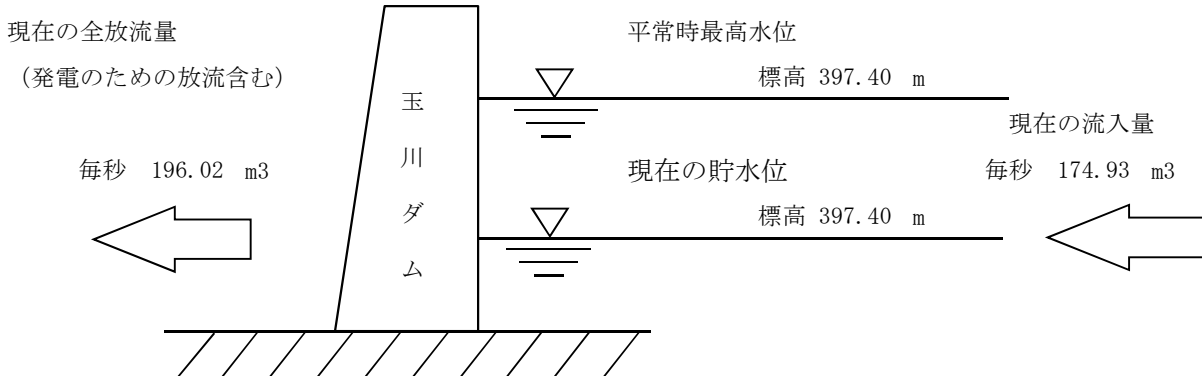 現在の全放流量
（発電のための放流含む）
毎秒 196.02 m3
玉川ダム
平常時最高水位
標高 397.40 m
現在の貯水位
標高 397.40 m
現在の流入量
毎秒 174.93 m3